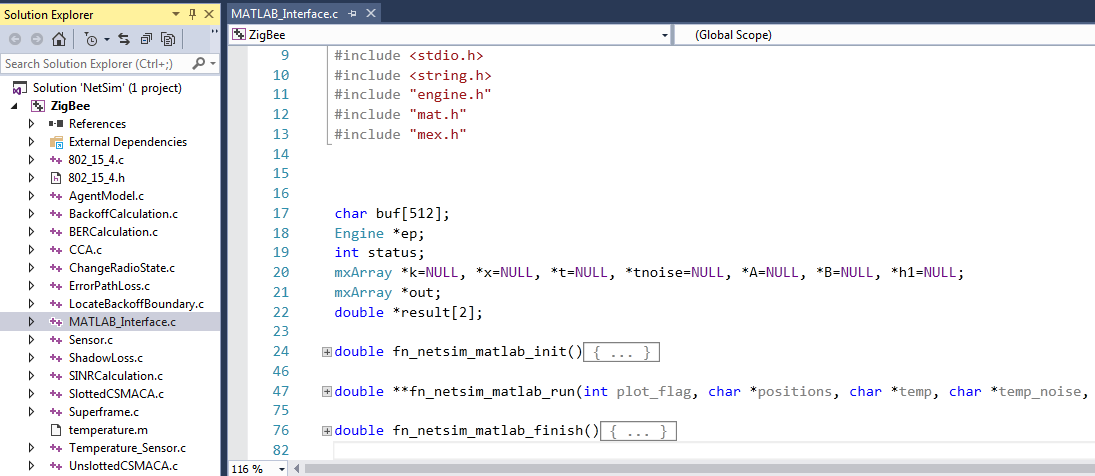 Solution Explorer
Search Solution Explorer (Ctrl+;)
Solution 'NetSim' (1 project)
ZigBee
References
External Dependencies
802_15_4.c
802_15_4.h
AgentModel.c
BackoffCalculation.c
BERCalculation.c
CCA.c
ChangeRadioState.c
ErrorPathLoss.c
LocateBackoffBoundary.c
MATLAB_Interface.c
Sensor.c
ShadowLoss.c
SINRCalculation.c
SlottedCSMACA.c
Superframe.c
temperature.m
Temperature_Sensor.c
UnslottedCSMACA.c
MATLAB_Interface.c
ZigBee (Global Scope)
9 #include <stdio.h>
10 #include <string.h>
11 #include "engine.h"
12 #include "mat.h"
13 #include "mex.h"
14
15
16
17 char buf[512];
18 Engine *ep;
19 int status;
20 mxArray *k=NULL, *x=NULL, *t=NULL, *tnoise=NULL, *A=NULL, *B=NULL, *h1=NULL;
21 mxArray *out;
22 double *result[2];
23
24 double fn_netsim_matlab_init(){ ... }
46
47 double **fn_netsim_matlab_run(int plot_flag, char *positions, char *temp, char *temp_noise,
75
76 double fn_netsim_matlab_finish(){ ... }
82
116 %